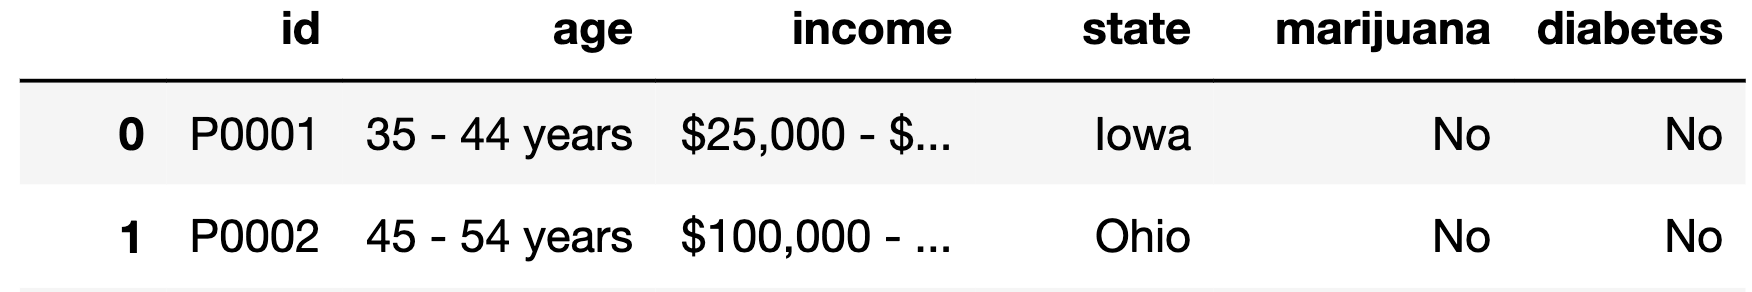 id age income state marijuana diabetes
0 P0001 35 - 44 years $25,000 - $... Iowa No No
1 P0002 45 - 54 years $100,000 - ... Ohio No No